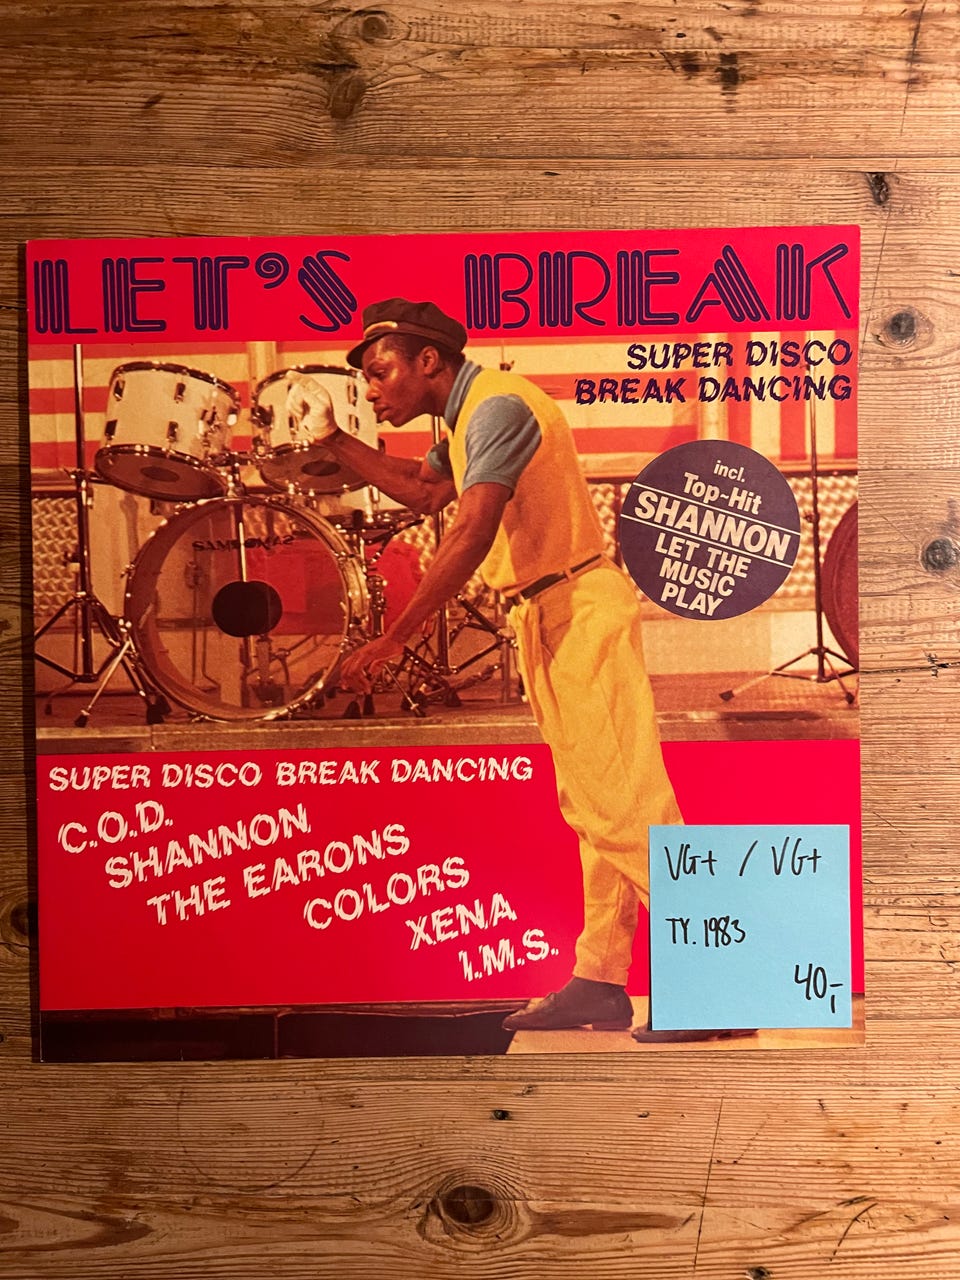 LET'S BREAK
SUPER DISCO
BREAK DANCING
incl.
Top-Hit
SHANNON
LET THE
MUSIC
PLAY
SUPER DISCO BREAK DANCING
C.O.D.
SHANNON
THE EARONS
COLORS
XENA
I.M.S.
VG+ / VG+
TY. 1983
40,-